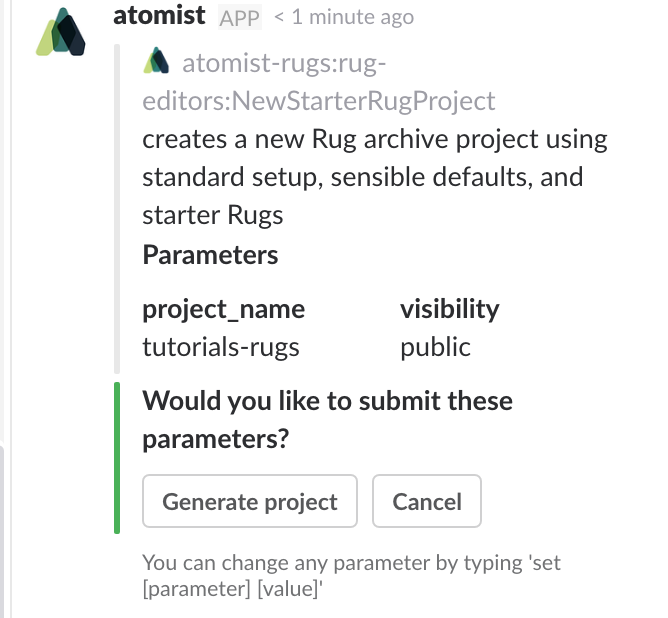 atomist APP < 1 minute ago
atomist-rugs:rug-
editors:NewStarterRugProject
creates a new Rug archive project using
standard setup, sensible defaults, and
starter Rugs
Parameters
project_name visibility
tutorials-rugs public
Would you like to submit these
parameters?
Generate project Cancel
You can change any parameter by typing 'set
[parameter] [value]'